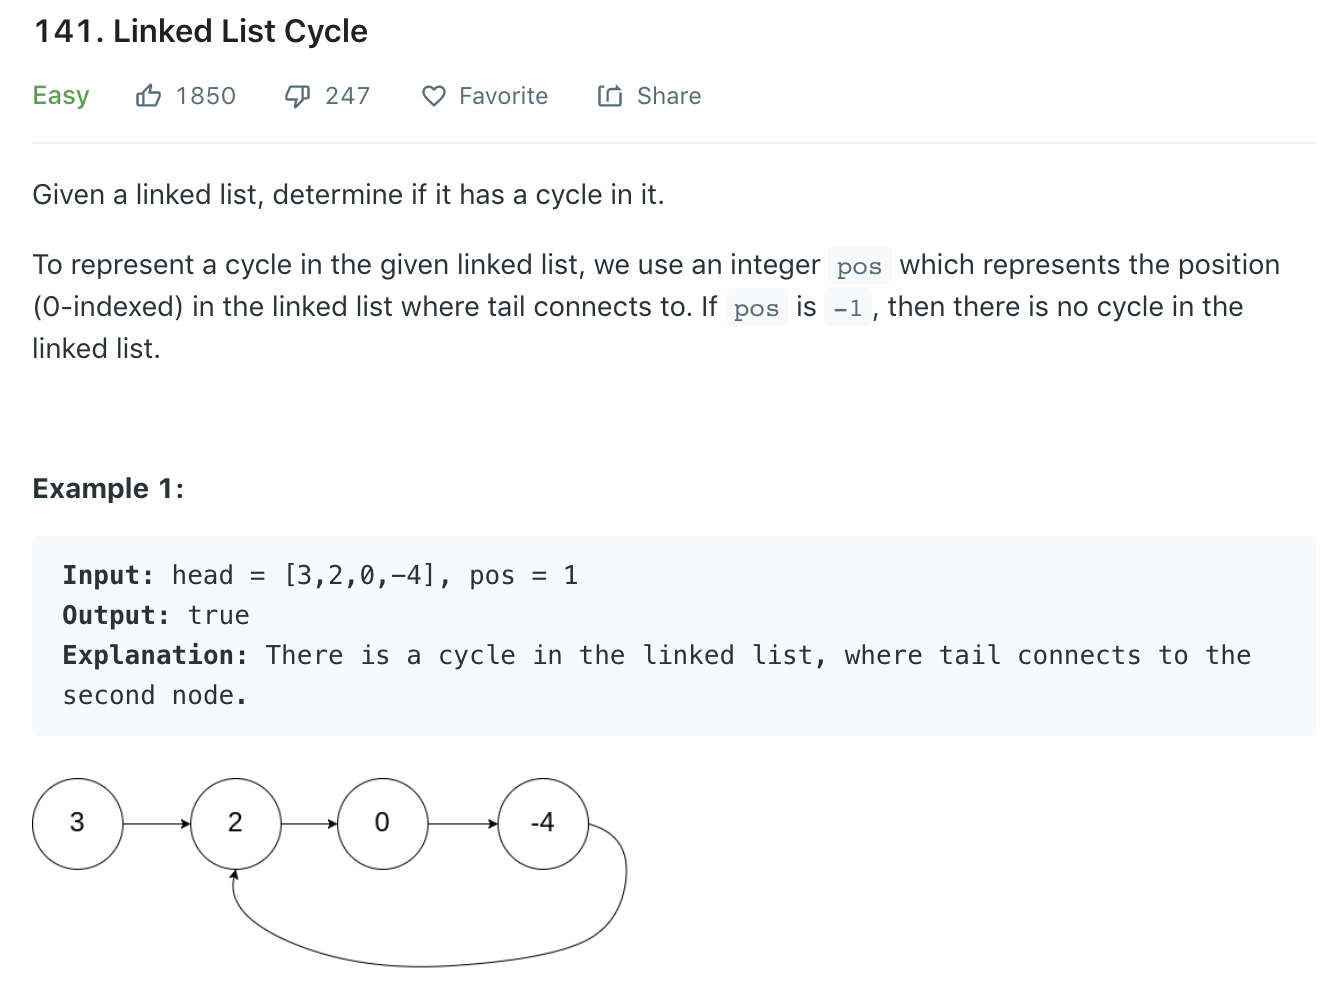 141. Linked List Cycle
Easy 1850 247 Favorite Share
Given a linked list, determine if it has a cycle in it.
To represent a cycle in the given linked list, we use an integer pos which represents the position
(0-indexed) in the linked list where tail connects to. If pos is -1 , then there is no cycle in the
linked list.
Example 1:
Input: head = [3,2,0,-4], pos = 1
Output: true
Explanation: There is a cycle in the linked list, where tail connects to the
second node.
3 2 0 -4